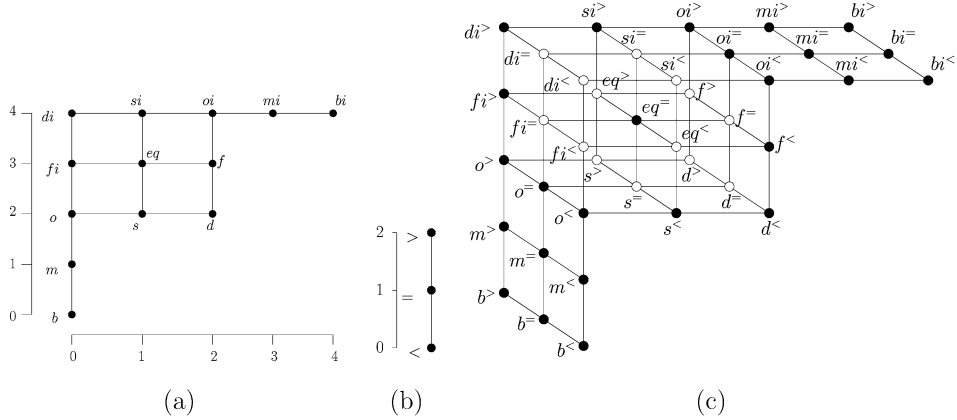 4 di si oi mi bi
3 fi eq f
2 o s d
1 m
0 b
0 1 2 3 4
(a)
2 >
1 =
0 <
(b)
di> si> oi> mi> bi>
di= si= oi= mi= bi=
di< si< oi< mi< bi<
fi> eq> f>
fi= eq= f=
fi< eq< f<
o> s> d>
o= s= d=
o< s< d<
m>
m=
m<
b>
b=
b<
(c)